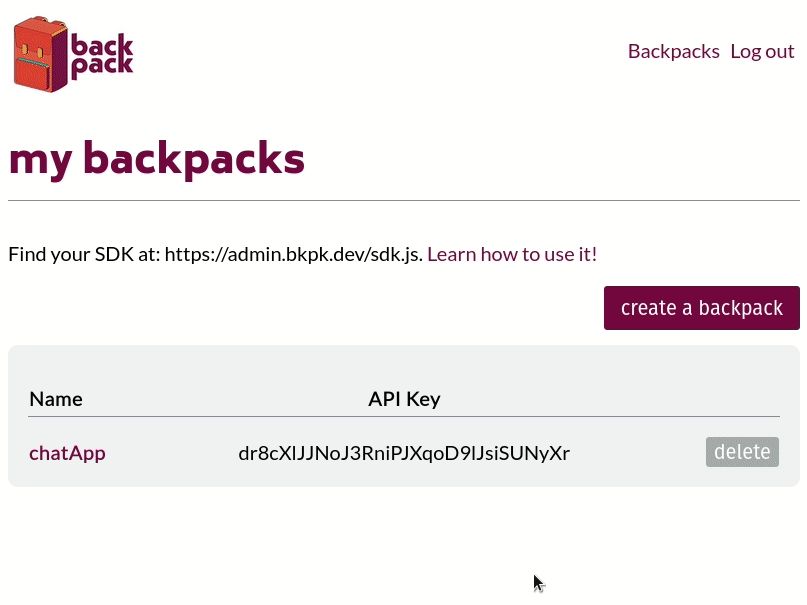 back
pack
Backpacks Log out
my backpacks
Find your SDK at: https://admin.bkpk.dev/sdk.js. Learn how to use it!
create a backpack
Name API Key
chatApp dr8cXlJJNoJ3RniPJXqoD9lJsiSUNyXr delete